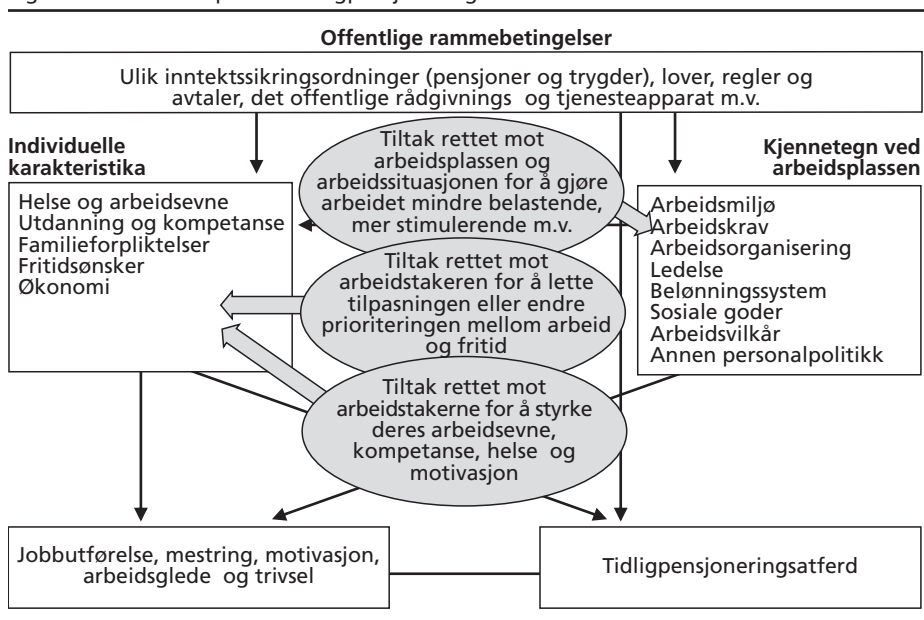 Offentlige rammebetingelser
Ulik inntektssikringsordninger (pensjoner og trygder), lover, regler og
avtaler, det offentlige rådgivnings og tjenesteapparat m.v.
Individuelle
karakteristika
Helse og arbeidsevne
Utdanning og kompetanse
Familieforpliktelser
Fritidsønsker
Økonomi
Tiltak rettet mot
arbeidsplassen og
arbeidssituasjonen for å gjøre
arbeidet mindre belastende,
mer stimulerende m.v.
Tiltak rettet mot
arbeidstakeren for å lette
tilpasningen eller endre
prioriteringen mellom arbeid
og fritid
Tiltak rettet mot
arbeidstakerne for å styrke
deres arbeidsevne,
kompetanse, helse og
motivasjon
Kjennetegn ved
arbeidsplassen
Arbeidsmiljø
Arbeidskrav
Arbeidsorganisering
Ledelse
Belønningssystem
Sosiale goder
Arbeidsvilkår
Annen personalpolitikk
Jobbutførelse, mestring, motivasjon,
arbeidsglede og trivsel
Tidligpensjoneringsatferd